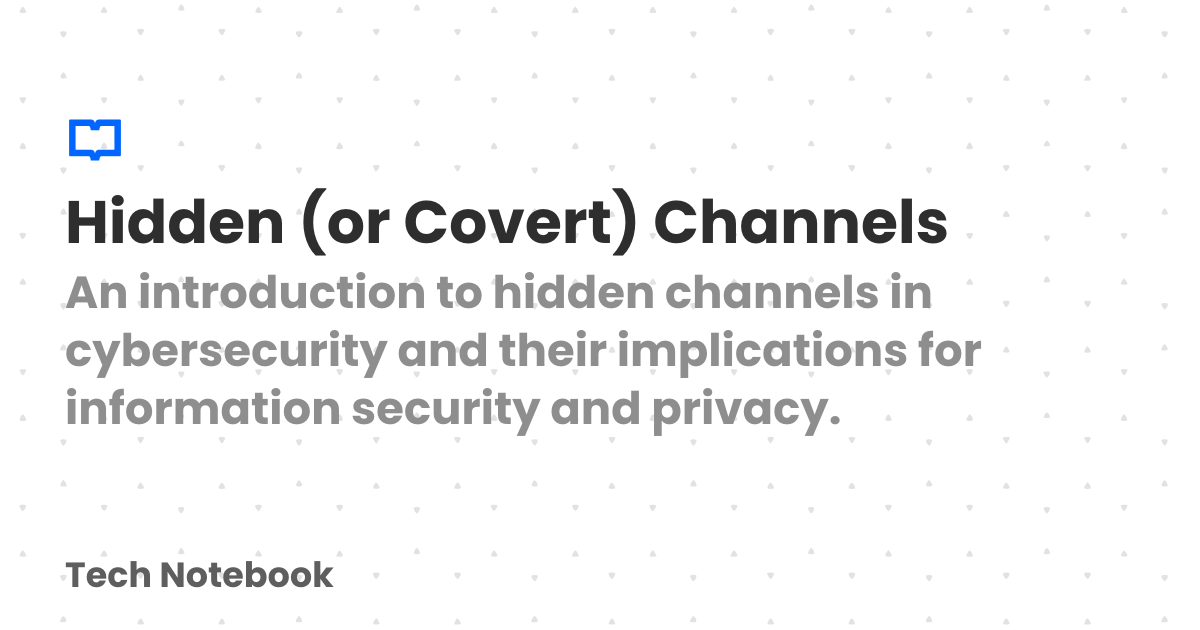 Hidden (or Covert) Channels
An introduction to hidden channels in
cybersecurity and their implications for
information security and privacy.
Tech Notebook